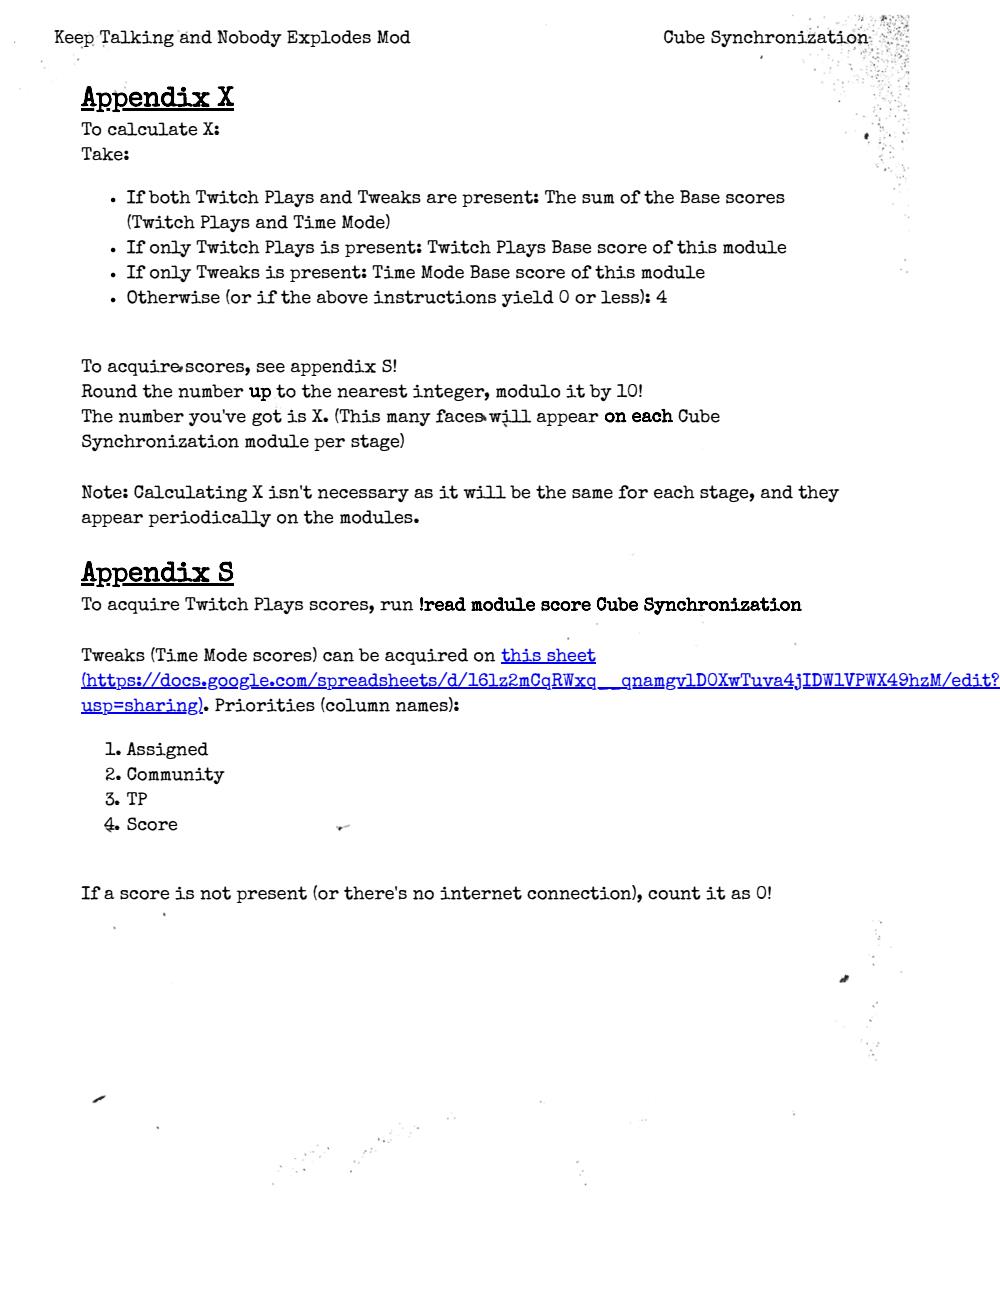 Keep Talking and Nobody Explodes Mod
Cube Synchronization
Appendix X
To calculate X:
Take:
• If both Twitch Plays and Tweaks are present: The sum of the Base scores
(Twitch Plays and Time Mode)
• If only Twitch Plays is present: Twitch Plays Base score of this module
• If only Tweaks is present: Time Mode Base score of this module
• Otherwise (or if the above instructions yield 0 or less): 4
To acquire scores, see appendix S!
Round the number up to the nearest integer, modulo it by 10!
The number you've got is X. (This many faces will appear on each Cube
Synchronization module per stage)
Note: Calculating X isn't necessary as it will be the same for each stage, and they
appear periodically on the modules.
Appendix S
To acquire Twitch Plays scores, run !read module score Cube Synchronization
Tweaks (Time Mode scores) can be acquired on this sheet
(https://docs.google.com/spreadsheets/d/16lz2mCqRWxq__qnamgvlDOXwTuva4jIDWlVPWX49hzM/edit?
usp=sharing). Priorities (column names):
1. Assigned
2. Community
3. TP
4. Score
If a score is not present (or there's no internet connection), count it as 0!